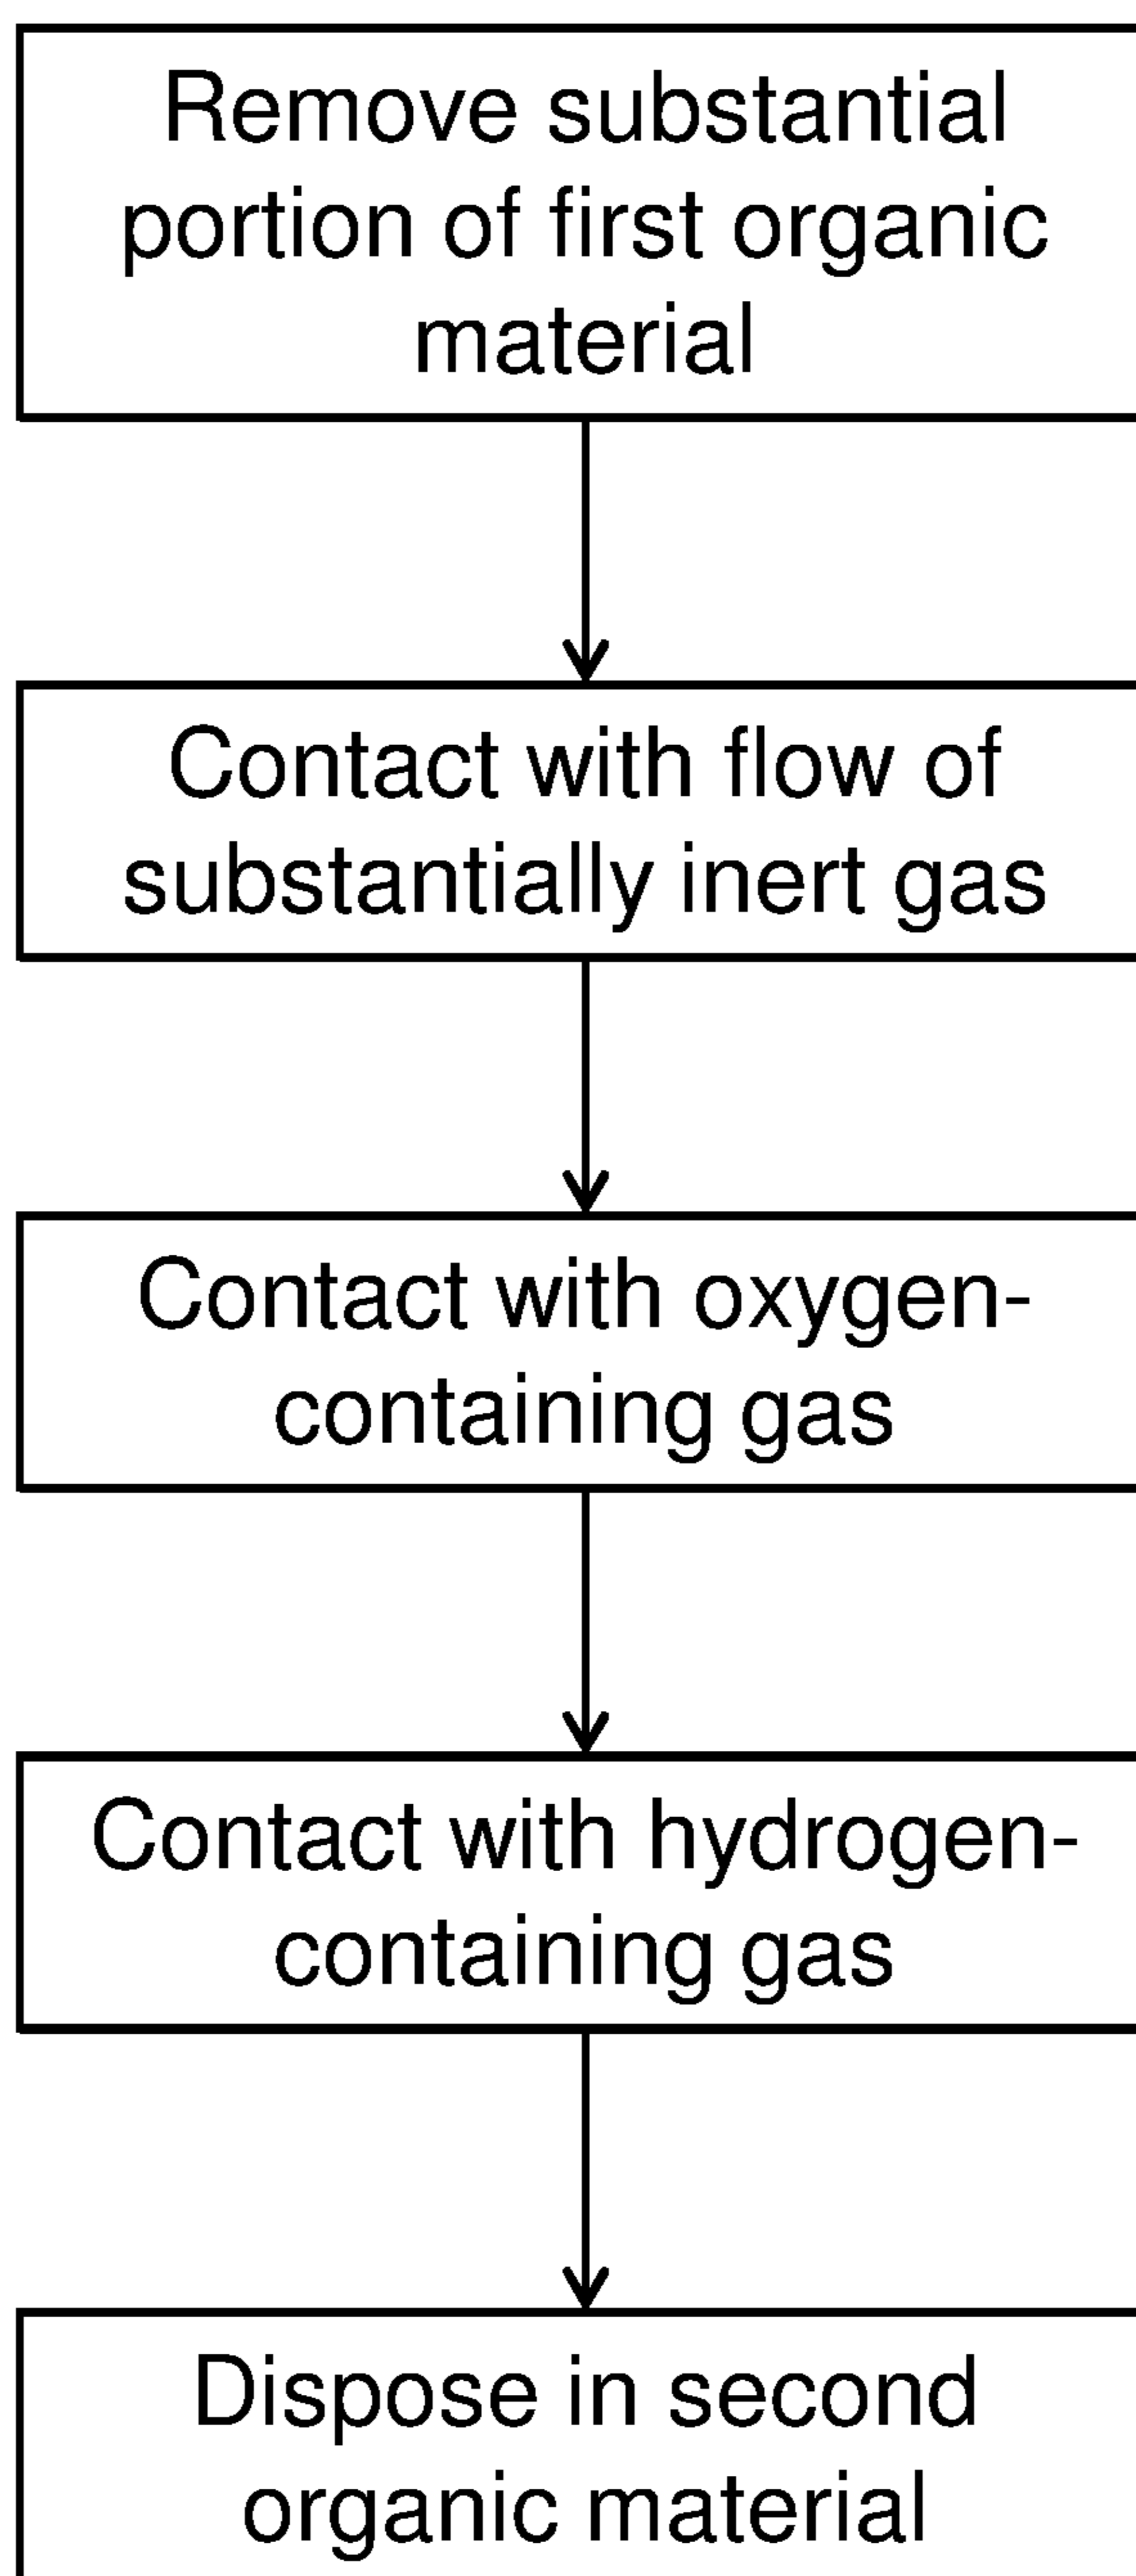 Remove substantial
portion of first organic
material
Contact with flow of
substantially inert gas
Contact with oxygen-
containing gas
Contact with hydrogen-
containing gas
Dispose in second
organic material